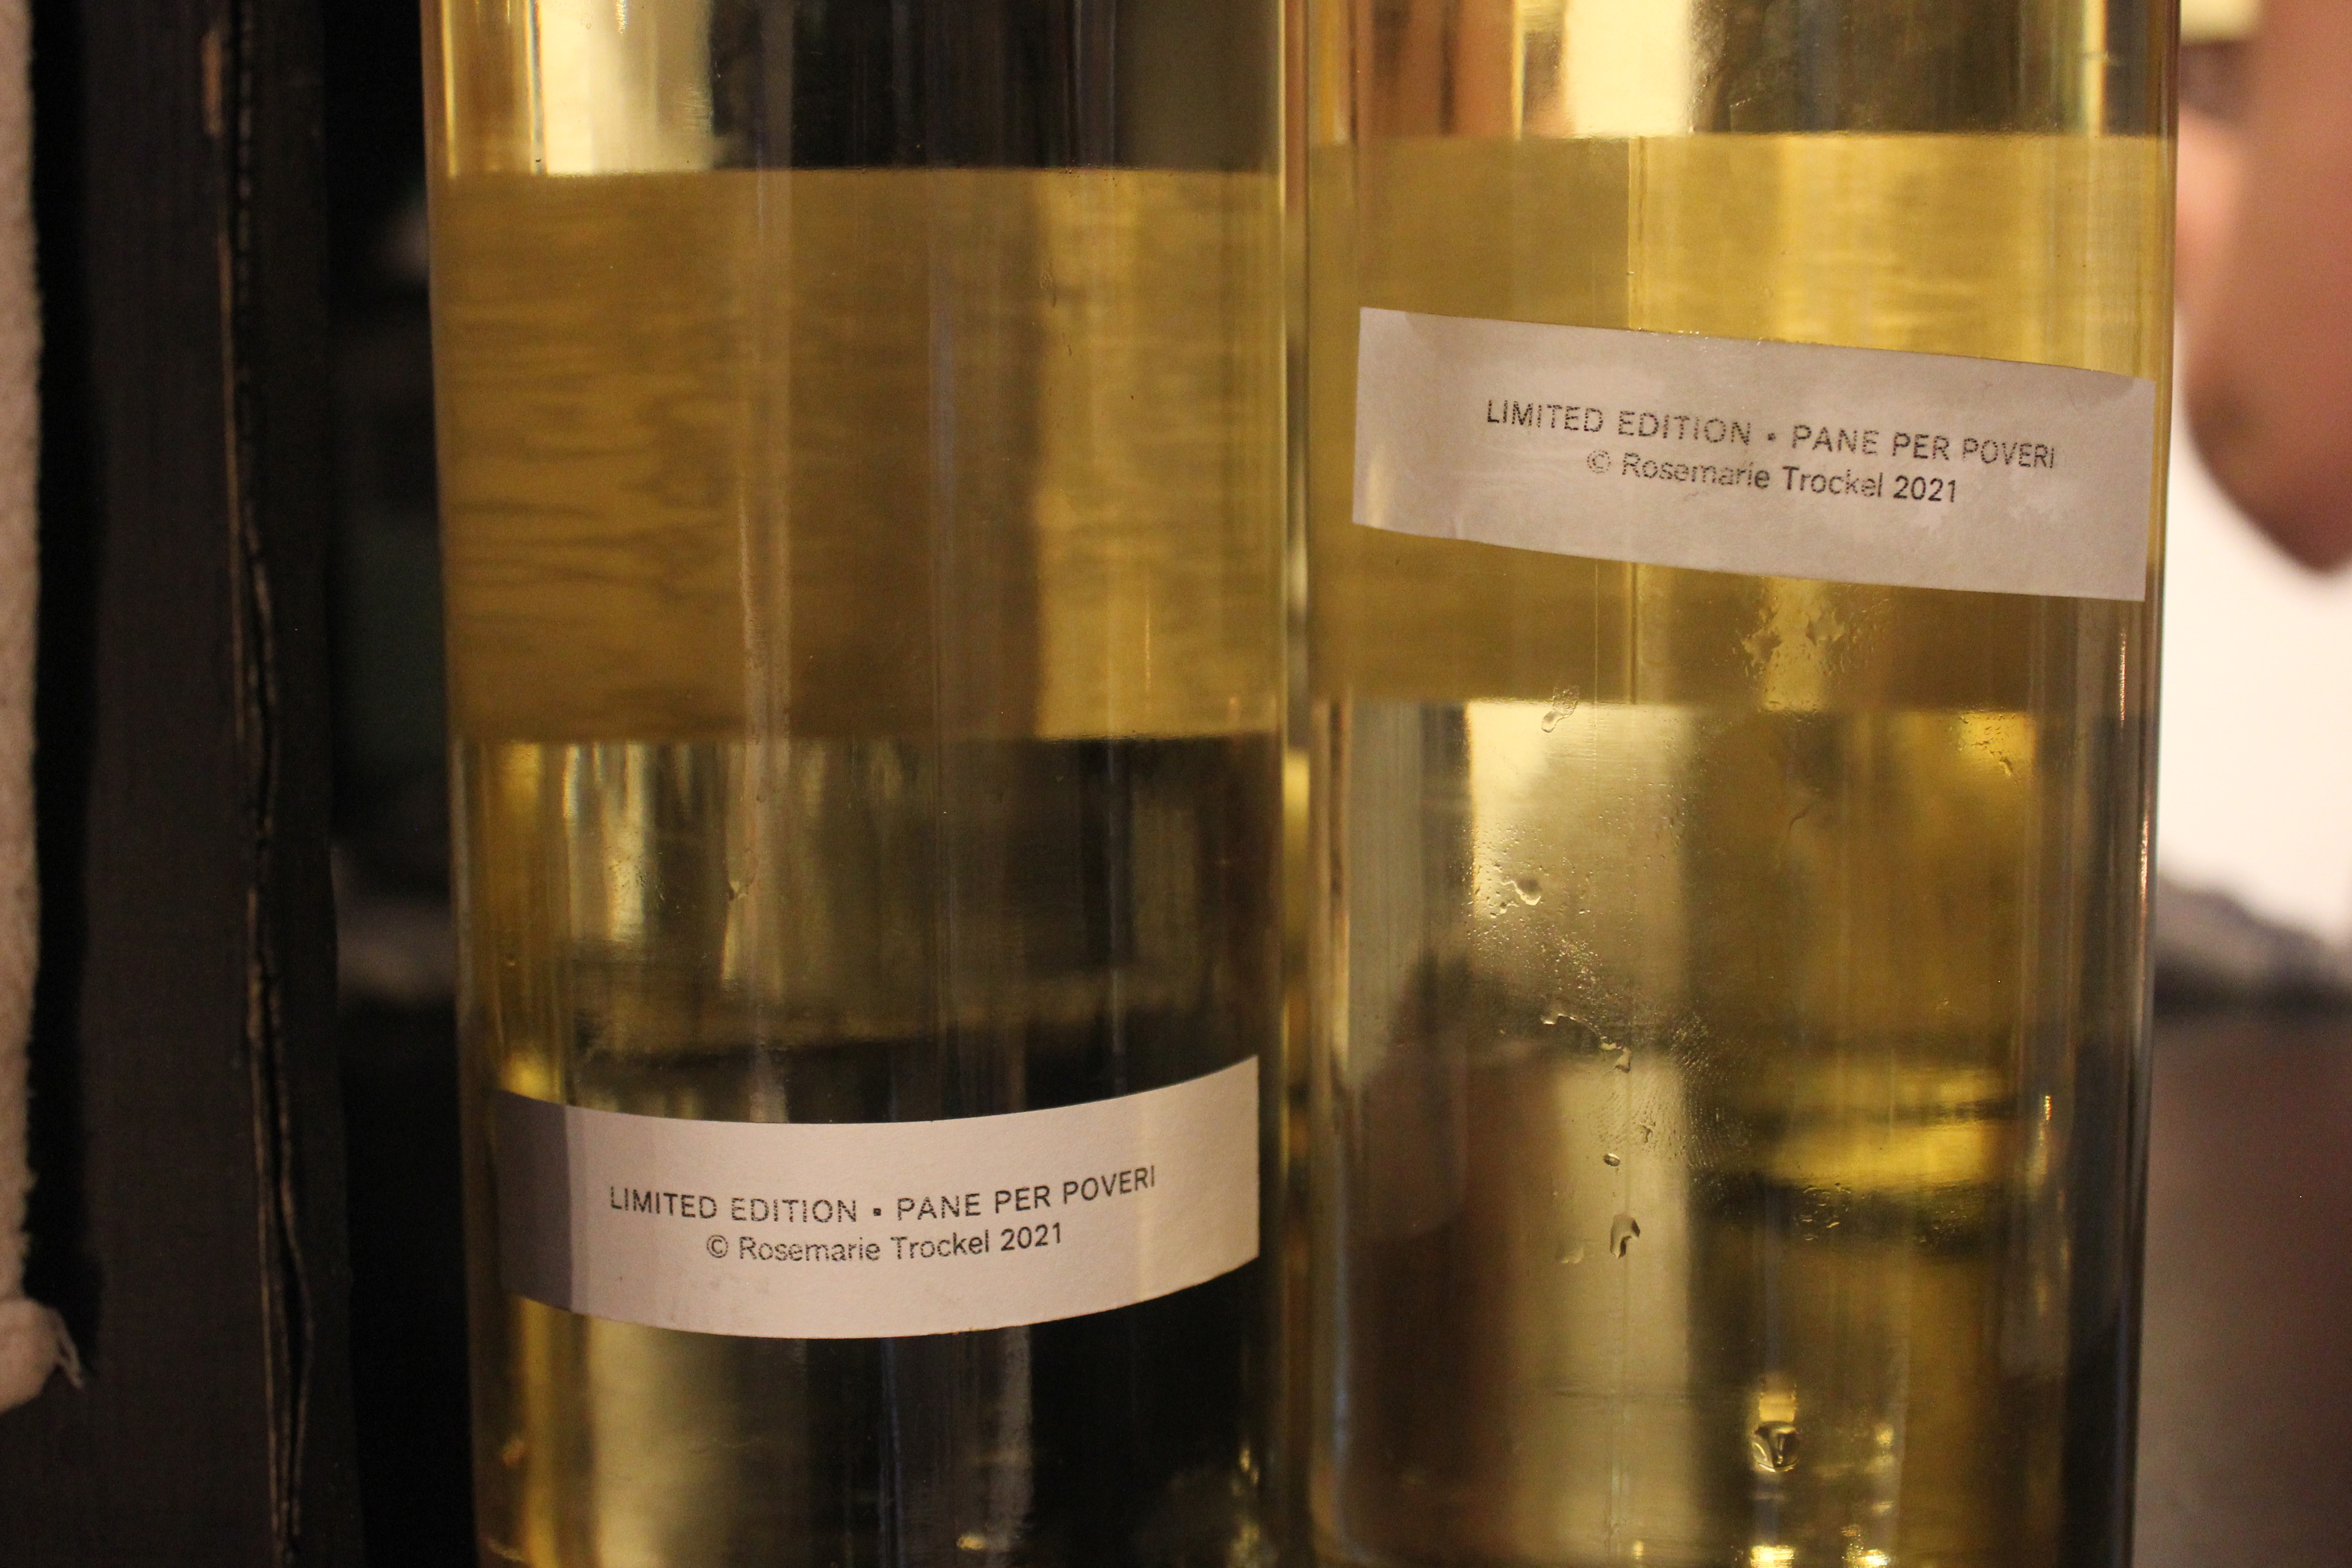 LIMITED EDITION • PANE PER POVERI
© Rosemarie Trockel 2021
LIMITED EDITION • PANE PER POVERI
© Rosemarie Trockel 2021